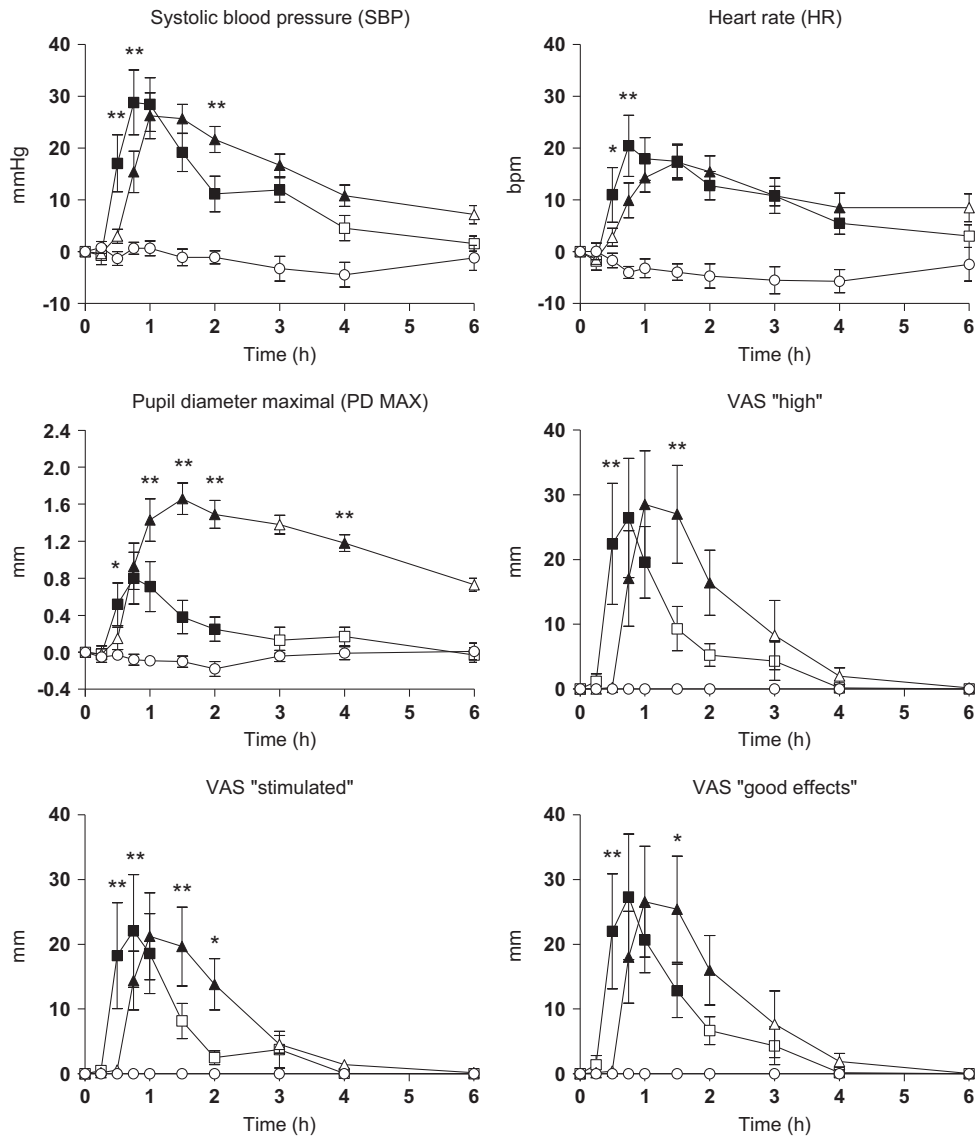 Systolic blood pressure (SBP)
40
30
20
10
0
-10
mmHg
**
**
**
0 1 2 3 4 5 6
Time (h)
Heart rate (HR)
40
30
20
10
0
-10
bpm
*
**
0 1 2 3 4 5 6
Time (h)
Pupil diameter maximal (PD MAX)
2.4
2.0
1.6
1.2
0.8
0.4
0.0
-0.4
mm
*
**
**
**
**
0 1 2 3 4 5 6
Time (h)
VAS "high"
40
30
20
10
0
mm
**
**
0 1 2 3 4 5 6
Time (h)
VAS "stimulated"
40
30
20
10
0
mm
**
**
**
*
0 1 2 3 4 5 6
Time (h)
VAS "good effects"
40
30
20
10
0
mm
**
*
0 1 2 3 4 5 6
Time (h)